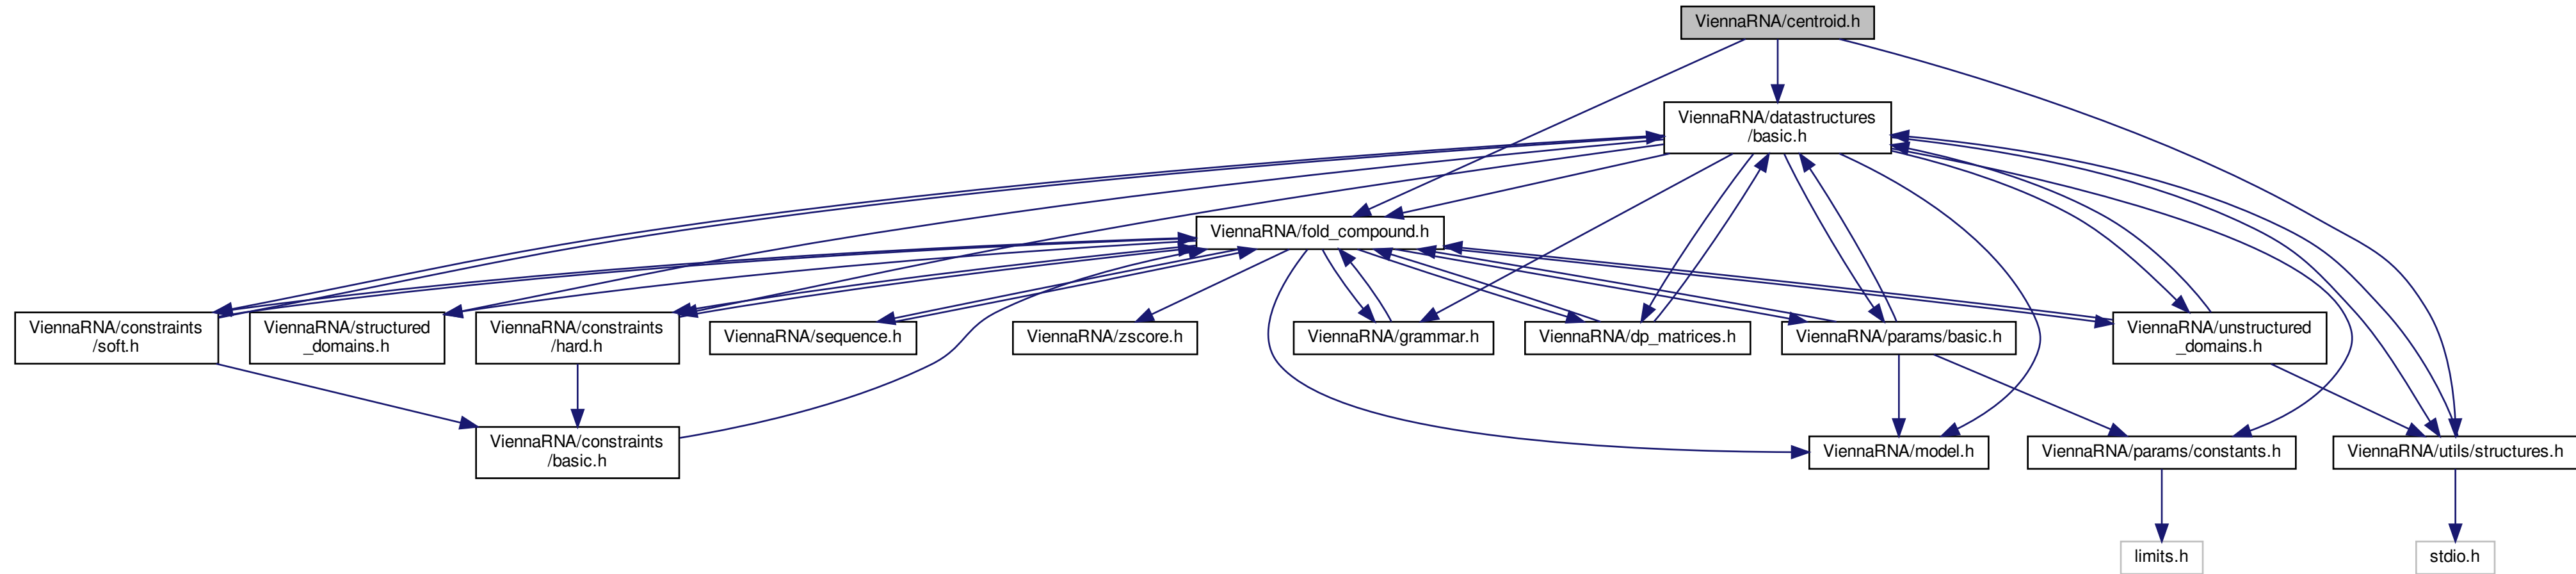 ViennaRNA/centroid.h
ViennaRNA/datastructures
/basic.h
ViennaRNA/fold_compound.h
ViennaRNA/constraints
/soft.h
ViennaRNA/structured
_domains.h
ViennaRNA/constraints
/hard.h
ViennaRNA/sequence.h
ViennaRNA/zscore.h
ViennaRNA/grammar.h
ViennaRNA/dp_matrices.h
ViennaRNA/params/basic.h
ViennaRNA/unstructured
_domains.h
ViennaRNA/constraints
/basic.h
ViennaRNA/model.h
ViennaRNA/params/constants.h
ViennaRNA/utils/structures.h
limits.h
stdio.h